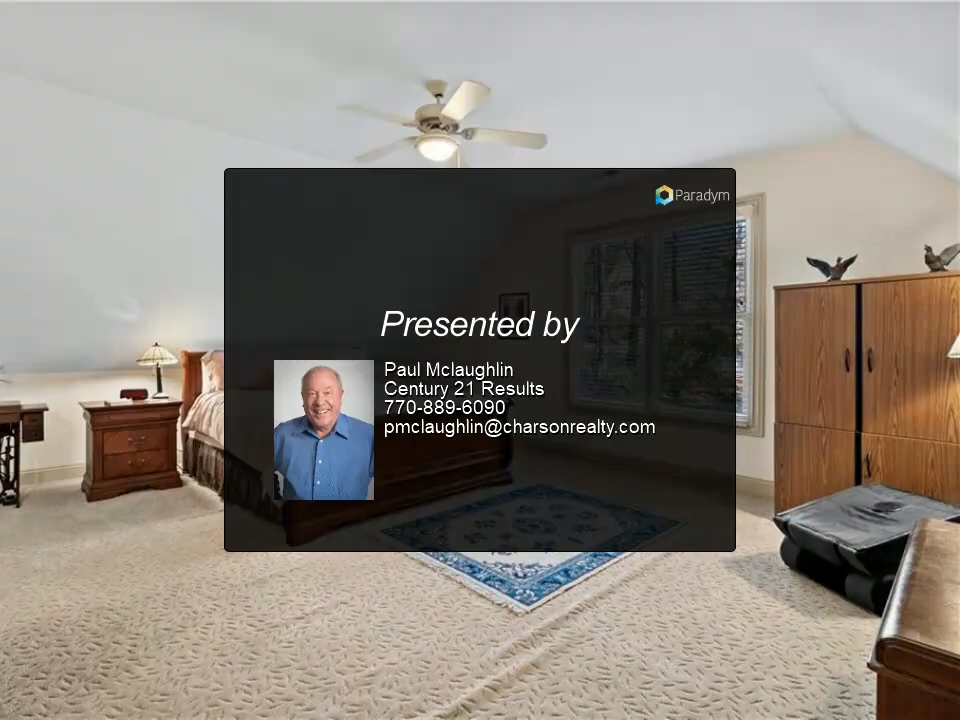 Paradym
Presented by
Paul Mclaughlin
Century 21 Results
770-889-6090
pmclaughlin@charsonrealty.com